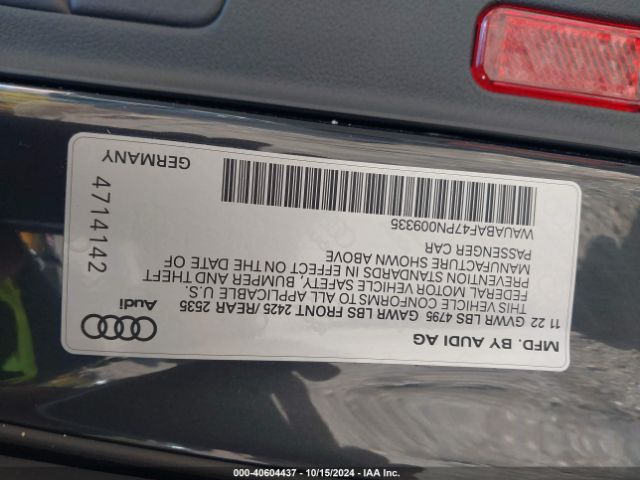 MFD. BY AUDI AG
11 22 GVWR LBS 4795 GAWR LBS FRONT 2425/REAR 2535
THIS VEHICLE CONFORMS TO ALL APPLICABLE U.S.
FEDERAL MOTOR VEHICLE SAFETY, BUMPER AND THEFT
PREVENTION STANDARDS IN EFFECT ON THE DATE OF
MANUFACTURE SHOWN ABOVE
PASSENGER CAR
WAUABAF47PN009335
Audi
4714142
GERMANY
000-40604437 - 10/15/2024 - IAA Inc.